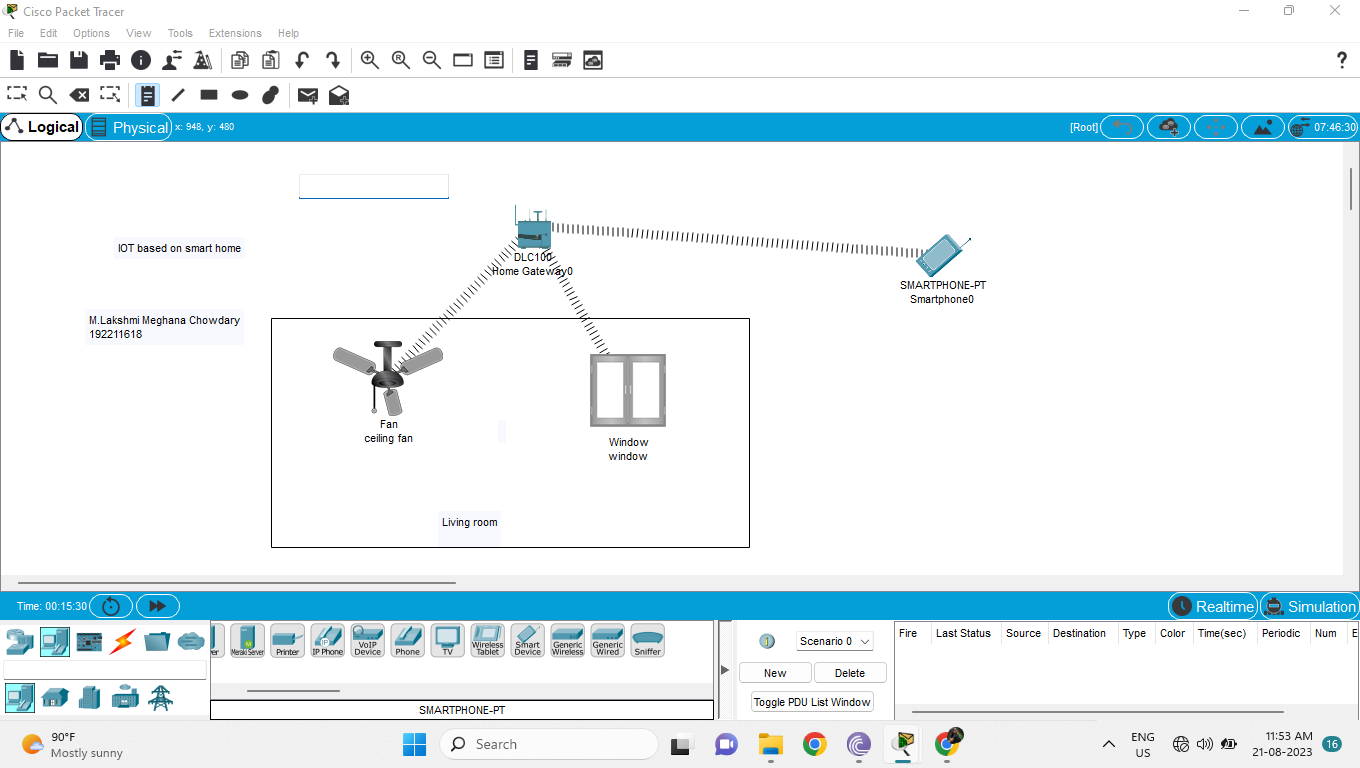 Cisco Packet Tracer
File Edit Options View Tools Extensions Help
?
Logical Physical x: 948, y: 480 [Root] 07:46:30
IOT based on smart home
DLC100
Home Gateway0
SMARTPHONE-PT
Smartphone0
M.Lakshmi Meghana Chowdary
192211618
Fan
ceiling fan
Window
window
Living room
Time: 00:15:30 Realtime Simulation
ver Meraki Server Printer IP Phone VoIP Device Phone TV Wireless Tablet Smart Device Generic Wireless Generic Wired Sniffer
SMARTPHONE-PT
Scenario 0
New Delete
Toggle PDU List Window
Fire Last Status Source Destination Type Color Time(sec) Periodic Num E
90°F
Mostly sunny
Search
ENG
US
11:53 AM
21-08-2023
16